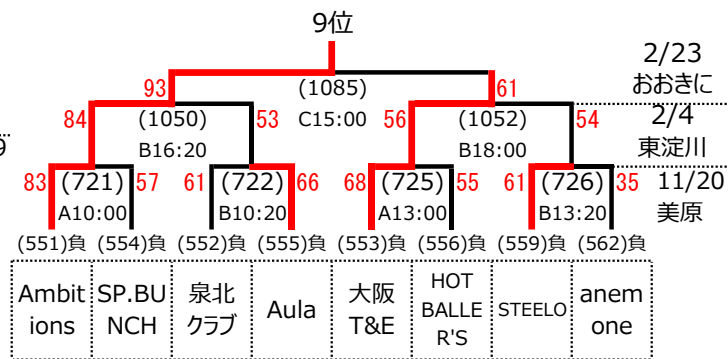 9位
2/23
93
(1085)
61
おおきに
84
(1050)
53
C15:00
56
(1052)
54
2/4
B16:20
B18:00
東淀川
9
83
(721)
57
61
(722)
66
68
(725)
55
61
(726)
35
11/20
A10:00
B10:20
A13:00
B13:20
美原
(551)負
(554)負
(552)負
(555)負
(553)負
(556)負
(559)負
(562)負
Ambit
ions
SP.BU
NCH
泉北
クラブ
Aula
大阪
T&E
HOT
BALLE
R'S
STEELO
anem
one